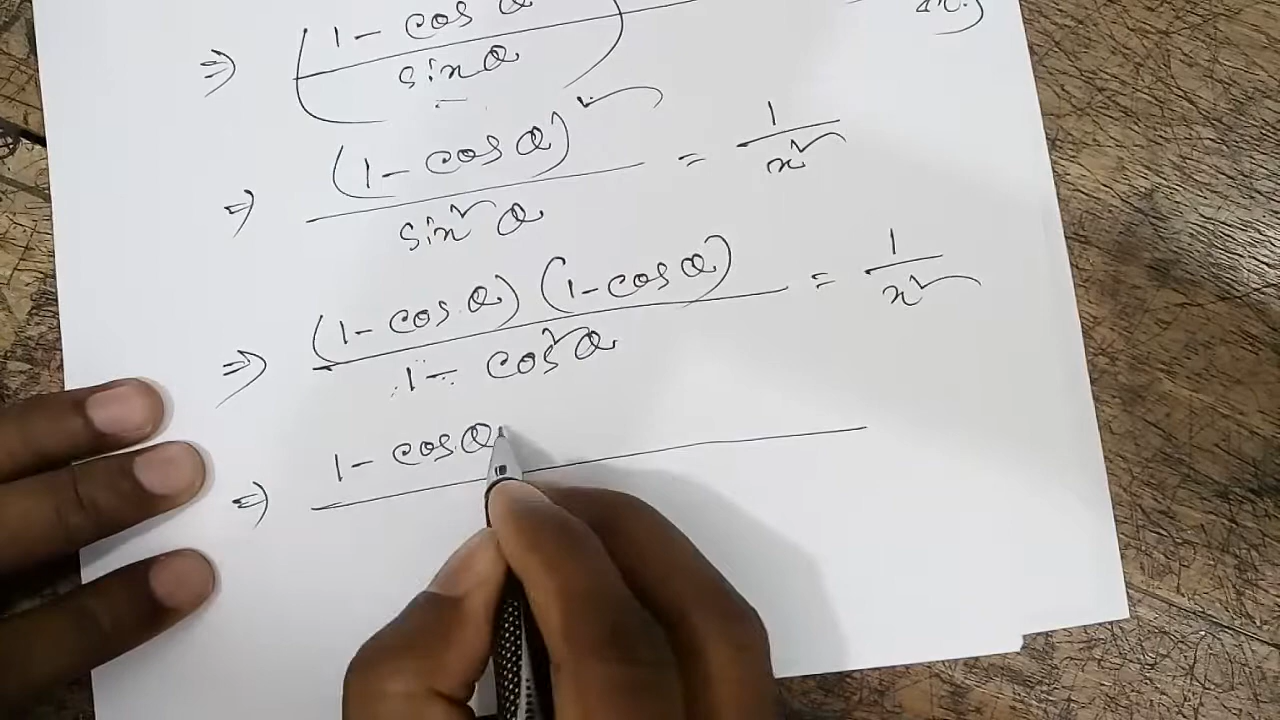 ⇒ (1 - cos θ / sin θ)
⇒ (1 - cos θ)² / sin² θ = 1 / x²
⇒ (1 - cos θ) (1 - cos θ) / 1 - cos² θ = 1 / x²
⇒ 1 - cos θ